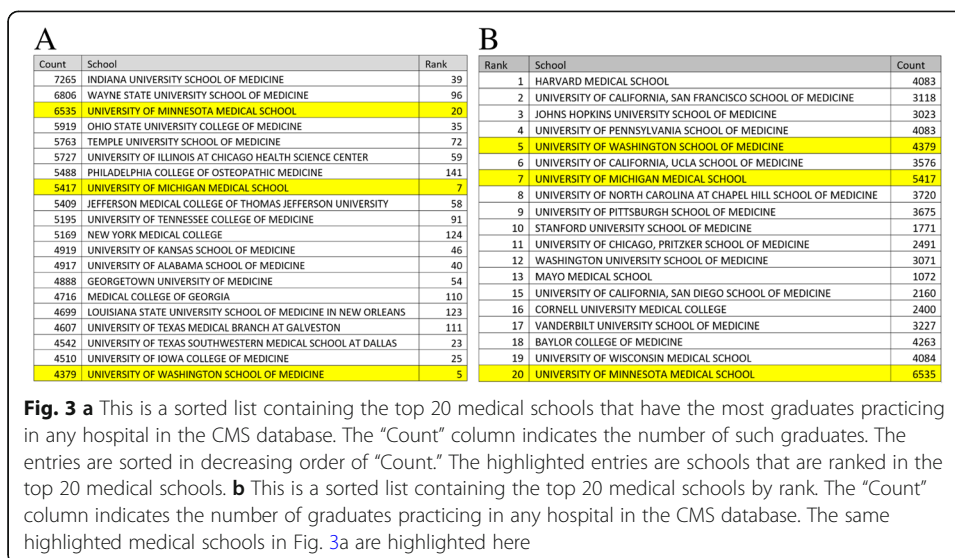 A
Count School Rank
7265 INDIANA UNIVERSITY SCHOOL OF MEDICINE 39
6806 WAYNE STATE UNIVERSITY SCHOOL OF MEDICINE 96
6535 UNIVERSITY OF MINNESOTA MEDICAL SCHOOL 20
5919 OHIO STATE UNIVERSITY COLLEGE OF MEDICINE 35
5763 TEMPLE UNIVERSITY SCHOOL OF MEDICINE 72
5727 UNIVERSITY OF ILLINOIS AT CHICAGO HEALTH SCIENCE CENTER 59
5488 PHILADELPHIA COLLEGE OF OSTEOPATHIC MEDICINE 141
5417 UNIVERSITY OF MICHIGAN MEDICAL SCHOOL 7
5409 JEFFERSON MEDICAL COLLEGE OF THOMAS JEFFERSON UNIVERSITY 58
5195 UNIVERSITY OF TENNESSEE COLLEGE OF MEDICINE 91
5169 NEW YORK MEDICAL COLLEGE 124
4919 UNIVERSITY OF KANSAS SCHOOL OF MEDICINE 46
4917 UNIVERSITY OF ALABAMA SCHOOL OF MEDICINE 40
4888 GEORGETOWN UNIVERSITY OF MEDICINE 54
4716 MEDICAL COLLEGE OF GEORGIA 110
4699 LOUISIANA STATE UNIVERSITY SCHOOL OF MEDICINE IN NEW ORLEANS 123
4607 UNIVERSITY OF TEXAS MEDICAL BRANCH AT GALVESTON 111
4542 UNIVERSITY OF TEXAS SOUTHWESTERN MEDICAL SCHOOL AT DALLAS 23
4510 UNIVERSITY OF IOWA COLLEGE OF MEDICINE 25
4379 UNIVERSITY OF WASHINGTON SCHOOL OF MEDICINE 5
B
Rank School Count
1 HARVARD MEDICAL SCHOOL 4083
2 UNIVERSITY OF CALIFORNIA, SAN FRANCISCO SCHOOL OF MEDICINE 3118
3 JOHNS HOPKINS UNIVERSITY SCHOOL OF MEDICINE 3023
4 UNIVERSITY OF PENNSYLVANIA SCHOOL OF MEDICINE 4083
5 UNIVERSITY OF WASHINGTON SCHOOL OF MEDICINE 4379
6 UNIVERSITY OF CALIFORNIA, UCLA SCHOOL OF MEDICINE 3576
7 UNIVERSITY OF MICHIGAN MEDICAL SCHOOL 5417
8 UNIVERSITY OF NORTH CAROLINA AT CHAPEL HILL SCHOOL OF MEDICINE 3720
9 UNIVERSITY OF PITTSBURGH SCHOOL OF MEDICINE 3675
10 STANFORD UNIVERSITY SCHOOL OF MEDICINE 1771
11 UNIVERSITY OF CHICAGO, PRITZKER SCHOOL OF MEDICINE 2491
12 WASHINGTON UNIVERSITY SCHOOL OF MEDICINE 3071
13 MAYO MEDICAL SCHOOL 1072
15 UNIVERSITY OF CALIFORNIA, SAN DIEGO SCHOOL OF MEDICINE 2160
16 CORNELL UNIVERSITY MEDICAL COLLEGE 2400
17 VANDERBILT UNIVERSITY SCHOOL OF MEDICINE 3227
18 BAYLOR COLLEGE OF MEDICINE 4263
19 UNIVERSITY OF WISCONSIN MEDICAL SCHOOL 4084
20 UNIVERSITY OF MINNESOTA MEDICAL SCHOOL 6535
Fig. 3 a This is a sorted list containing the top 20 medical schools that have the most graduates practicing
in any hospital in the CMS database. The “Count” column indicates the number of such graduates. The
entries are sorted in decreasing order of “Count.” The highlighted entries are schools that are ranked in the
top 20 medical schools. b This is a sorted list containing the top 20 medical schools by rank. The “Count”
column indicates the number of graduates practicing in any hospital in the CMS database. The same
highlighted medical schools in Fig. 3a are highlighted here